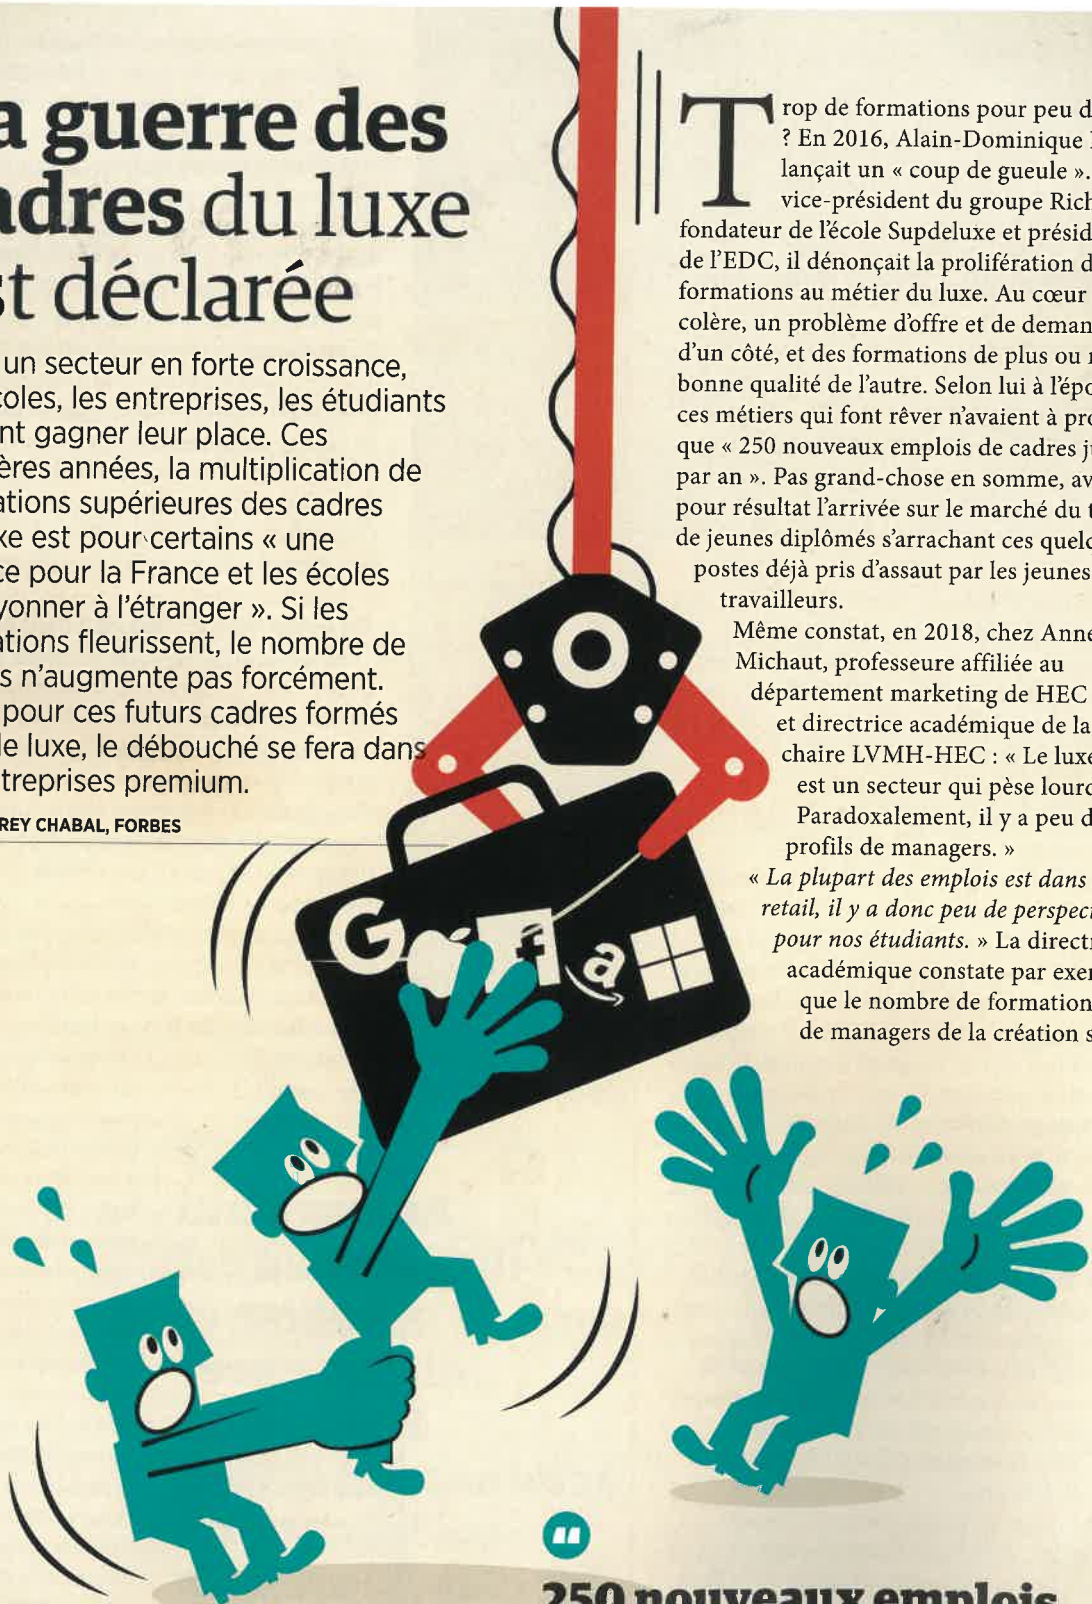 a guerre des
adres du luxe
st déclarée
un secteur en forte croissance,
coles, les entreprises, les étudiants
nt gagner leur place. Ces
ères années, la multiplication de
ations supérieures des cadres
xe est pour certains « une
ce pour la France et les écoles
yonner à l'étranger ». Si les
ations fleurissent, le nombre de
s n'augmente pas forcément.
pour ces futurs cadres formés
le luxe, le débouché se fera dans
treprises premium.
REY CHABAL, FORBES
Trop de formations pour peu d
? En 2016, Alain-Dominique
lançait un « coup de gueule ».
vice-président du groupe Rich
fondateur de l'école Supdeluxe et présid
de l'EDC, il dénonçait la prolifération d
formations au métier du luxe. Au cœur
colère, un problème d'offre et de deman
d'un côté, et des formations de plus ou
bonne qualité de l'autre. Selon lui à l'épo
ces métiers qui font rêver n'avaient à pro
que « 250 nouveaux emplois de cadres j
par an ». Pas grand-chose en somme, av
pour résultat l'arrivée sur le marché du t
de jeunes diplômés s'arrachant ces quelq
postes déjà pris d'assaut par les jeunes
travailleurs.
Même constat, en 2018, chez Anne
Michaut, professeure affiliée au
département marketing de HEC
et directrice académique de la
chaire LVMH-HEC : « Le luxe
est un secteur qui pèse lourd
Paradoxalement, il y a peu d
profils de managers. »
« La plupart des emplois est dans
retail, il y a donc peu de perspec
pour nos étudiants. » La directr
académique constate par exem
que le nombre de formation
de managers de la création s
G
f
a
250 nouveaux emplois